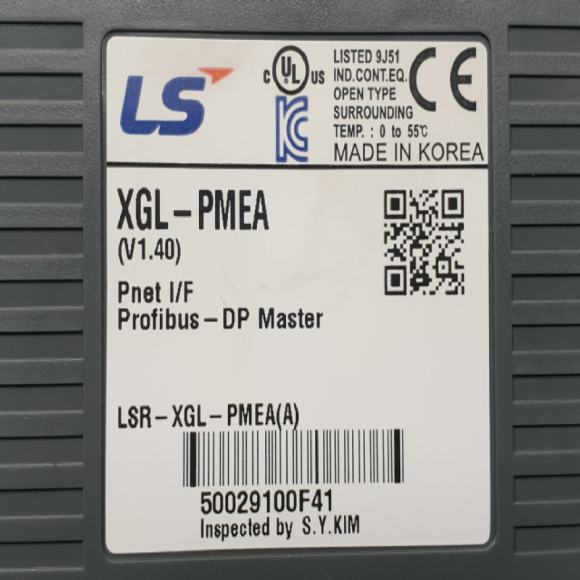 LS
c UL us
LISTED 9J51
IND.CONT.EQ.
OPEN TYPE
SURROUNDING
TEMP. : 0 to 55℃
CE
MADE IN KOREA
XGL-PMEA
(V1.40)
Pnet I/F
Profibus-DP Master
LSR-XGL-PMEA(A)
50029100F41
Inspected by S.Y.KIM